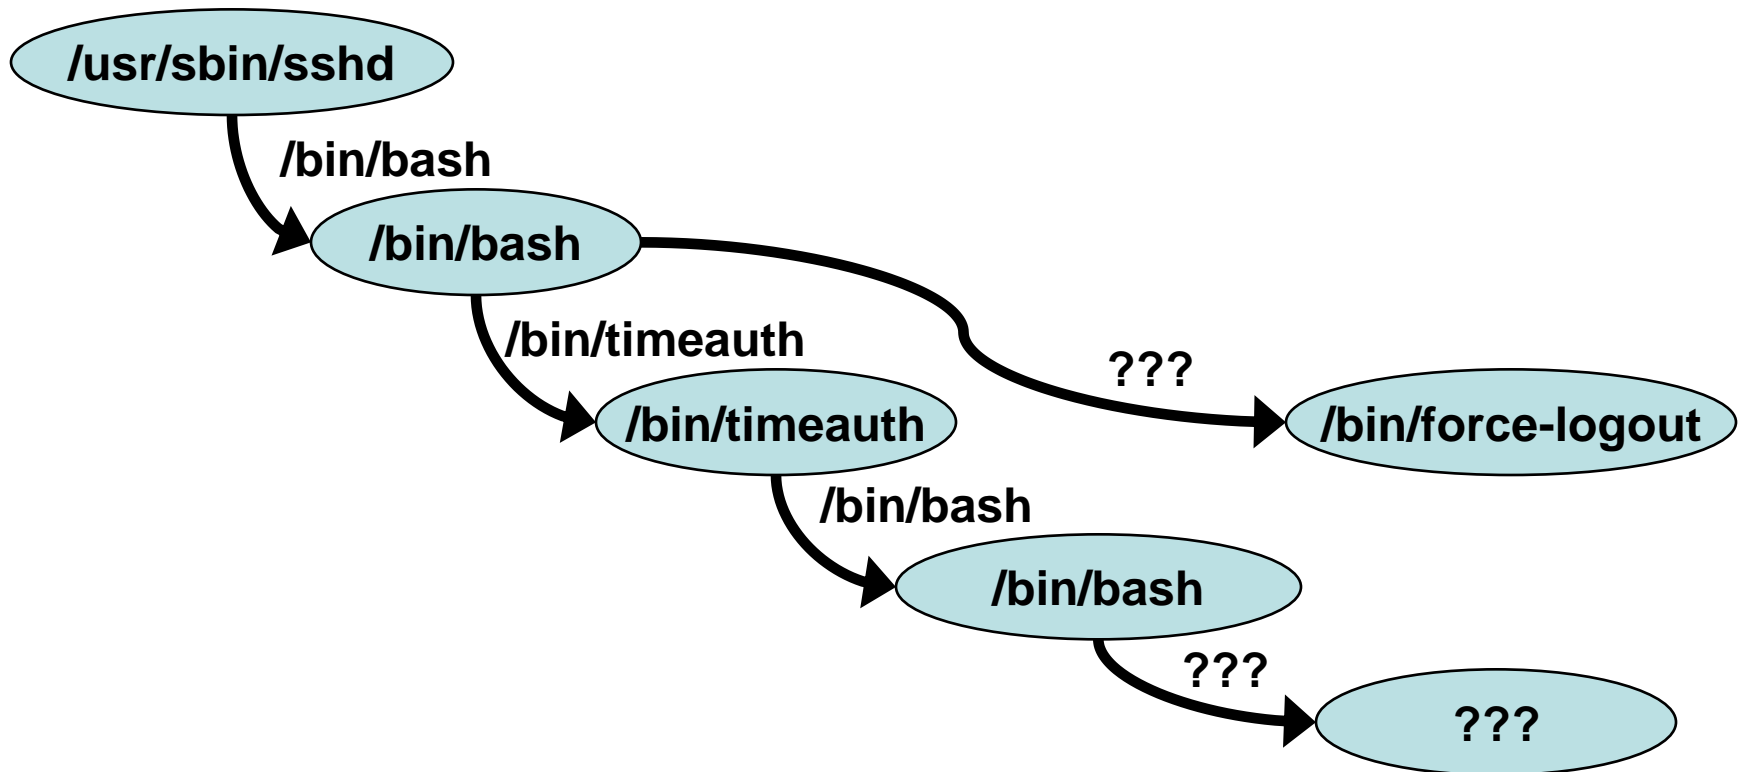 /usr/sbin/sshd
/bin/bash
/bin/bash
/bin/timeauth
???
/bin/timeauth
/bin/force-logout
/bin/bash
/bin/bash
???
???